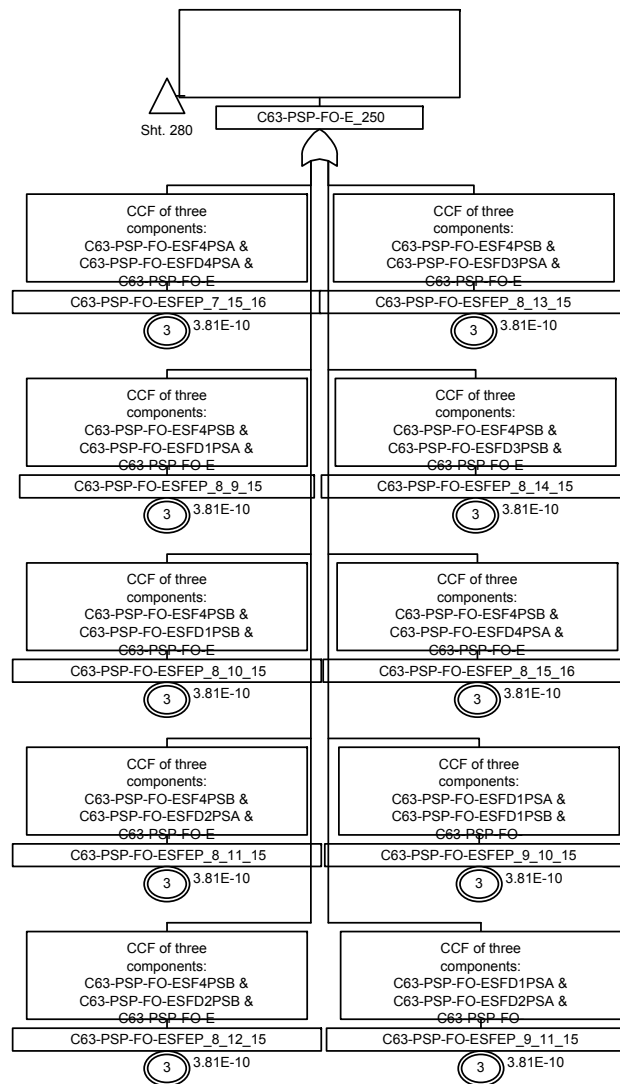 Sht. 280
C63-PSP-FO-E_250
CCF of three
components:
C63-PSP-FO-ESF4PSA &
C63-PSP-FO-ESFD4PSA &
C63-PSP-FO-E
C63-PSP-FO-ESFEP_7_15_16
3
3.81E-10
CCF of three
components:
C63-PSP-FO-ESF4PSB &
C63-PSP-FO-ESFD3PSA &
C63-PSP-FO-E
C63-PSP-FO-ESFEP_8_13_15
3
3.81E-10
CCF of three
components:
C63-PSP-FO-ESF4PSB &
C63-PSP-FO-ESFD1PSA &
C63-PSP-FO-E
C63-PSP-FO-ESFEP_8_9_15
3
3.81E-10
CCF of three
components:
C63-PSP-FO-ESF4PSB &
C63-PSP-FO-ESFD3PSB &
C63-PSP-FO-E
C63-PSP-FO-ESFEP_8_14_15
3
3.81E-10
CCF of three
components:
C63-PSP-FO-ESF4PSB &
C63-PSP-FO-ESFD1PSB &
C63-PSP-FO-E
C63-PSP-FO-ESFEP_8_10_15
3
3.81E-10
CCF of three
components:
C63-PSP-FO-ESF4PSB &
C63-PSP-FO-ESFD4PSA &
C63-PSP-FO-E
C63-PSP-FO-ESFEP_8_15_16
3
3.81E-10
CCF of three
components:
C63-PSP-FO-ESF4PSB &
C63-PSP-FO-ESFD2PSA &
C63-PSP-FO-E
C63-PSP-FO-ESFEP_8_11_15
3
3.81E-10
CCF of three
components:
C63-PSP-FO-ESFD1PSA &
C63-PSP-FO-ESFD1PSB &
C63-PSP-FO-
C63-PSP-FO-ESFEP_9_10_15
3
3.81E-10
CCF of three
components:
C63-PSP-FO-ESF4PSB &
C63-PSP-FO-ESFD2PSB &
C63-PSP-FO-E
C63-PSP-FO-ESFEP_8_12_15
3
3.81E-10
CCF of three
components:
C63-PSP-FO-ESFD1PSA &
C63-PSP-FO-ESFD2PSA &
C63-PSP-FO
C63-PSP-FO-ESFEP_9_11_15
3
3.81E-10